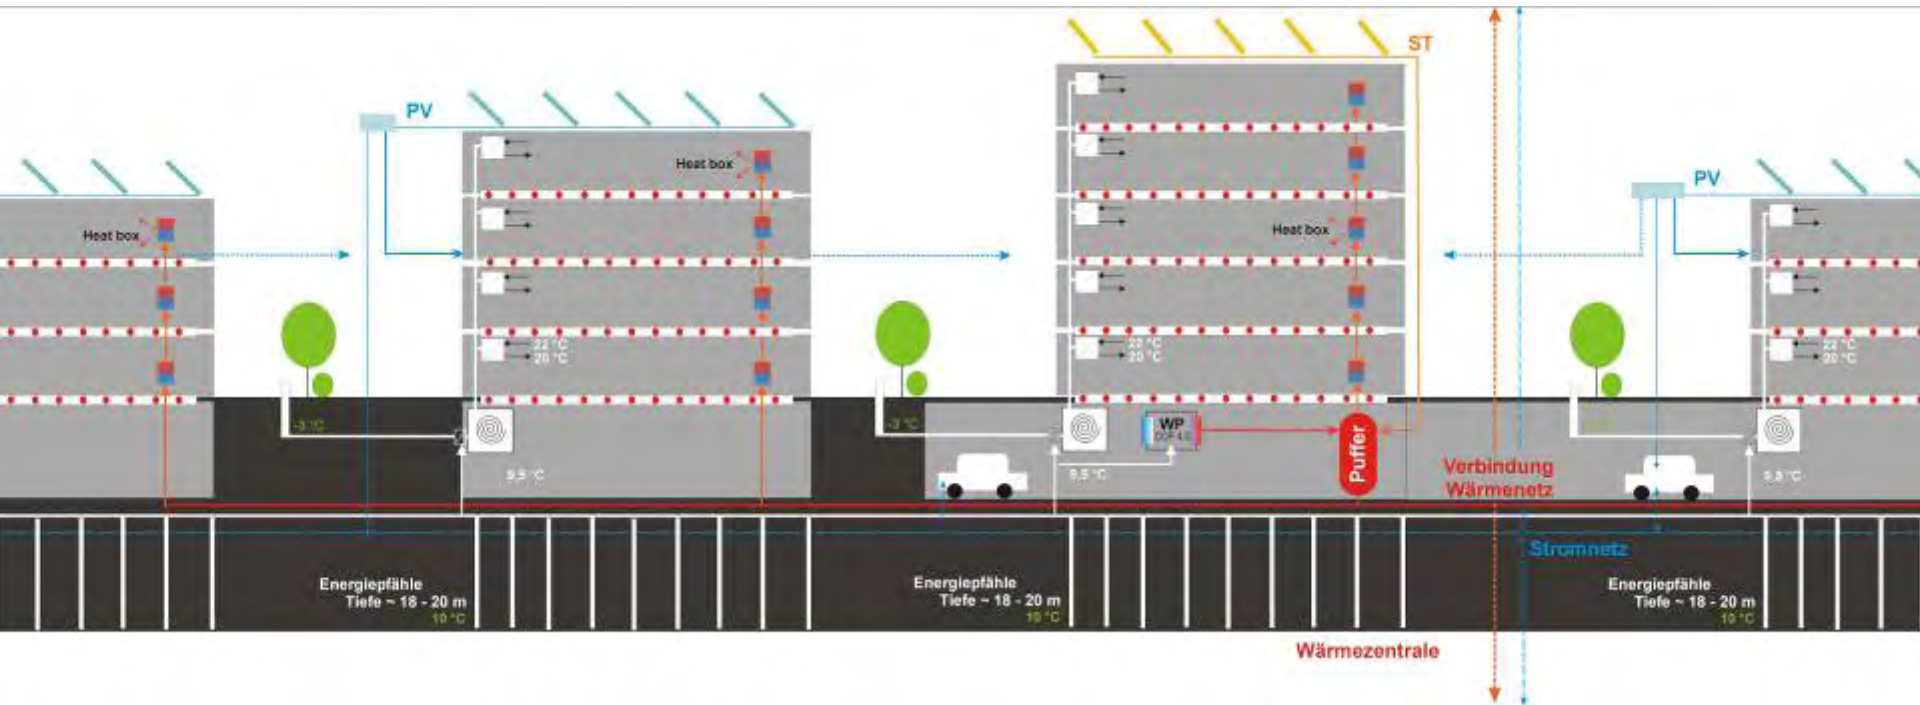 ST
PV
Heat box
PV
Heat box
Heat box
22 °C
20 °C
22 °C
20 °C
22 °C
20 °C
-3 °C
-3 °C
WP
Puffer
9,5 °C
9,5 °C
9,5 °C
Verbindung
Wärmenetz
Stromnetz
Energiepfähle
Tiefe ~ 18 - 20 m
10 °C
Energiepfähle
Tiefe ~ 18 - 20 m
10 °C
Energiepfähle
Tiefe ~ 18 - 20 m
10 °C
Wärmezentrale